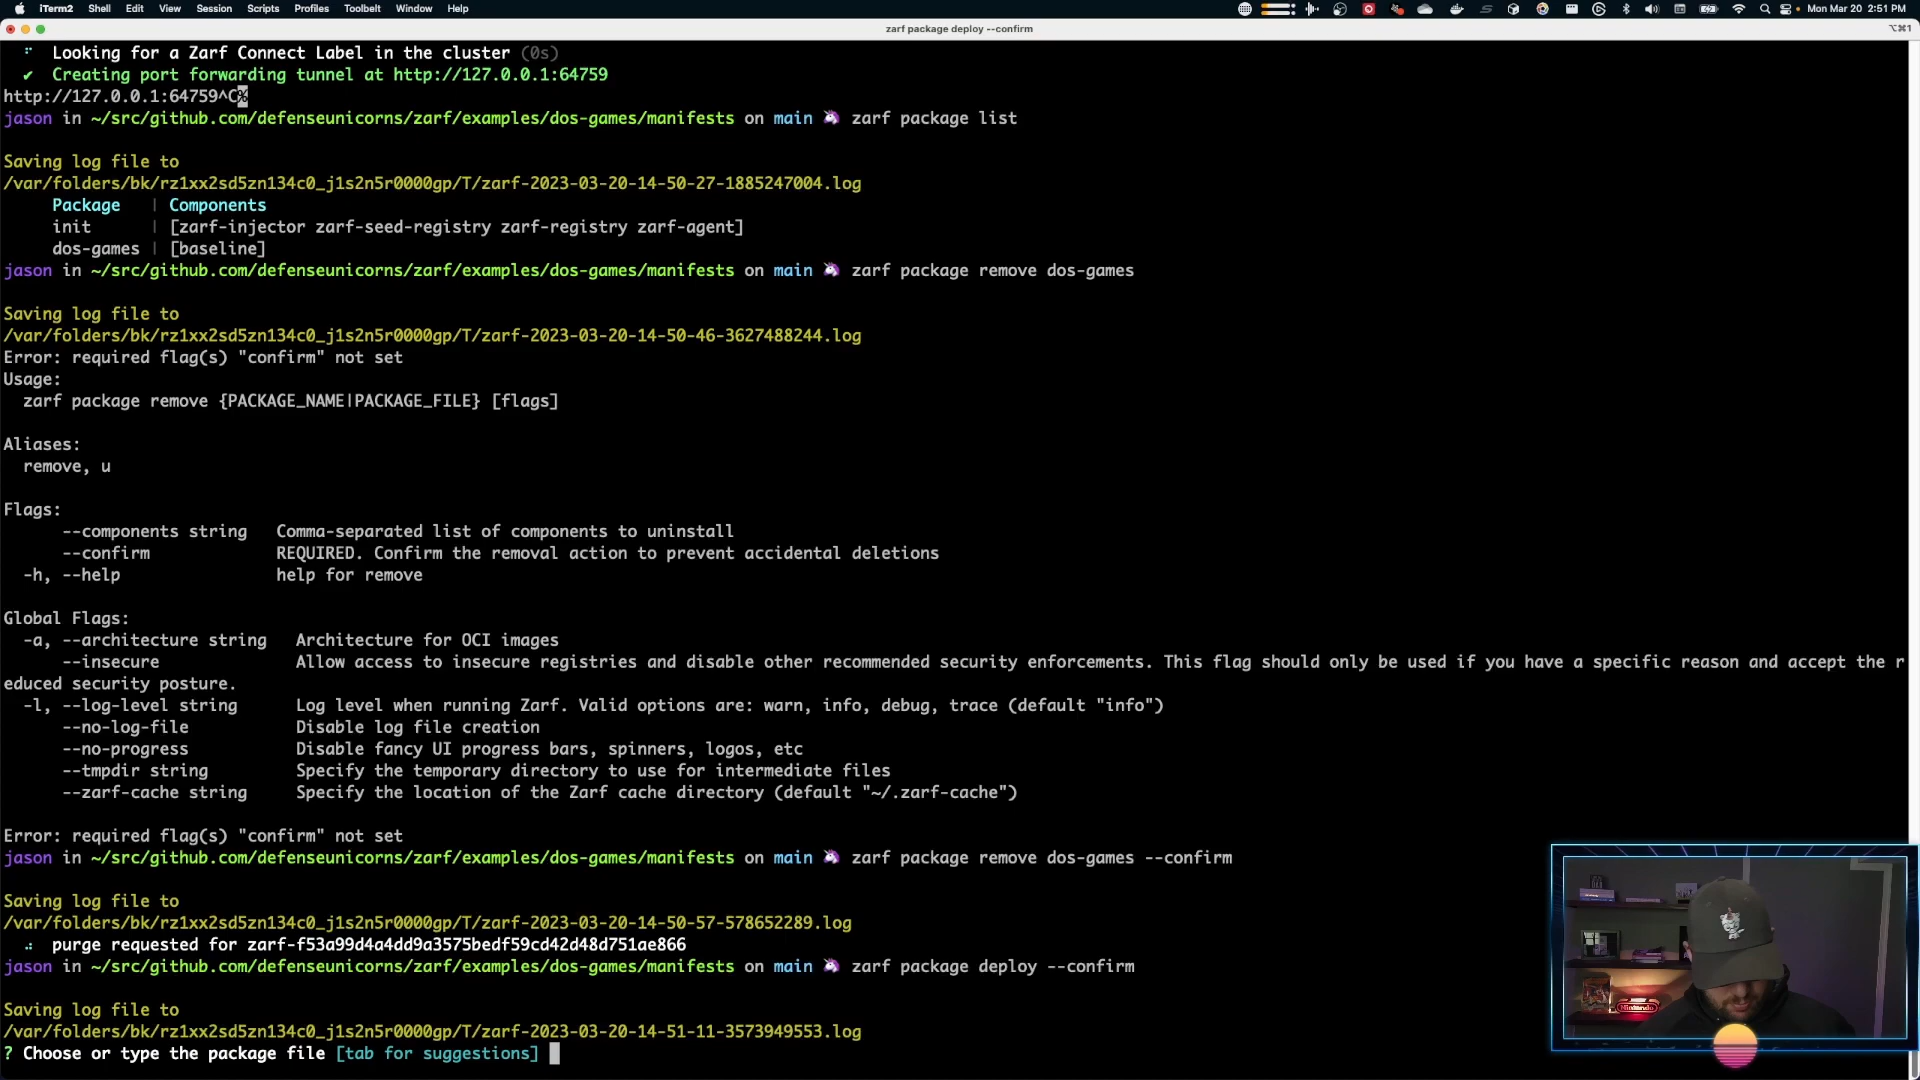 iTerm2 Shell Edit View Session Scripts Profiles Toolbelt Window Help Mon Mar 20 2:51 PM
zarf package deploy --confirm ⌥⌘1
Looking for a Zarf Connect Label in the cluster (0s)
✔ Creating port forwarding tunnel at http://127.0.0.1:64759
http://127.0.0.1:64759^C%
jason in ~/src/github.com/defenseunicorns/zarf/examples/dos-games/manifests on main 🦄 zarf package list
Saving log file to
/var/folders/bk/rz1xx2sd5zn134c0_j1s2n5r0000gp/T/zarf-2023-03-20-14-50-27-1885247004.log
Package | Components
init | [zarf-injector zarf-seed-registry zarf-registry zarf-agent]
dos-games | [baseline]
jason in ~/src/github.com/defenseunicorns/zarf/examples/dos-games/manifests on main 🦄 zarf package remove dos-games
Saving log file to
/var/folders/bk/rz1xx2sd5zn134c0_j1s2n5r0000gp/T/zarf-2023-03-20-14-50-46-3627488244.log
Error: required flag(s) "confirm" not set
Usage:
zarf package remove {PACKAGE_NAME|PACKAGE_FILE} [flags]
Aliases:
remove, u
Flags:
--components string Comma-separated list of components to uninstall
--confirm REQUIRED. Confirm the removal action to prevent accidental deletions
-h, --help help for remove
Global Flags:
-a, --architecture string Architecture for OCI images
--insecure Allow access to insecure registries and disable other recommended security enforcements. This flag should only be used if you have a specific reason and accept the r
educed security posture.
-l, --log-level string Log level when running Zarf. Valid options are: warn, info, debug, trace (default "info")
--no-log-file Disable log file creation
--no-progress Disable fancy UI progress bars, spinners, logos, etc
--tmpdir string Specify the temporary directory to use for intermediate files
--zarf-cache string Specify the location of the Zarf cache directory (default "~/.zarf-cache")
Error: required flag(s) "confirm" not set
jason in ~/src/github.com/defenseunicorns/zarf/examples/dos-games/manifests on main 🦄 zarf package remove dos-games --confirm
Saving log file to
/var/folders/bk/rz1xx2sd5zn134c0_j1s2n5r0000gp/T/zarf-2023-03-20-14-50-57-578652289.log
purge requested for zarf-f53a99d4a4dd9a3575bedf59cd42d48d751ae866
jason in ~/src/github.com/defenseunicorns/zarf/examples/dos-games/manifests on main 🦄 zarf package deploy --confirm
Saving log file to
/var/folders/bk/rz1xx2sd5zn134c0_j1s2n5r0000gp/T/zarf-2023-03-20-14-51-11-3573949553.log
? Choose or type the package file [tab for suggestions]
Nintendo